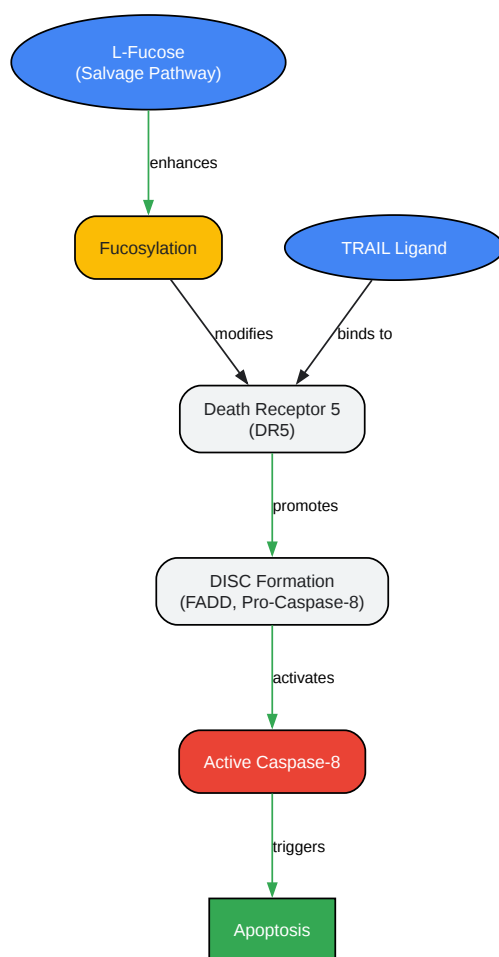 L-Fucose
(Salvage Pathway)
enhances
Fucosylation
TRAIL Ligand
modifies
binds to
Death Receptor 5
(DR5)
promotes
DISC Formation
(FADD, Pro-Caspase-8)
activates
Active Caspase-8
triggers
Apoptosis